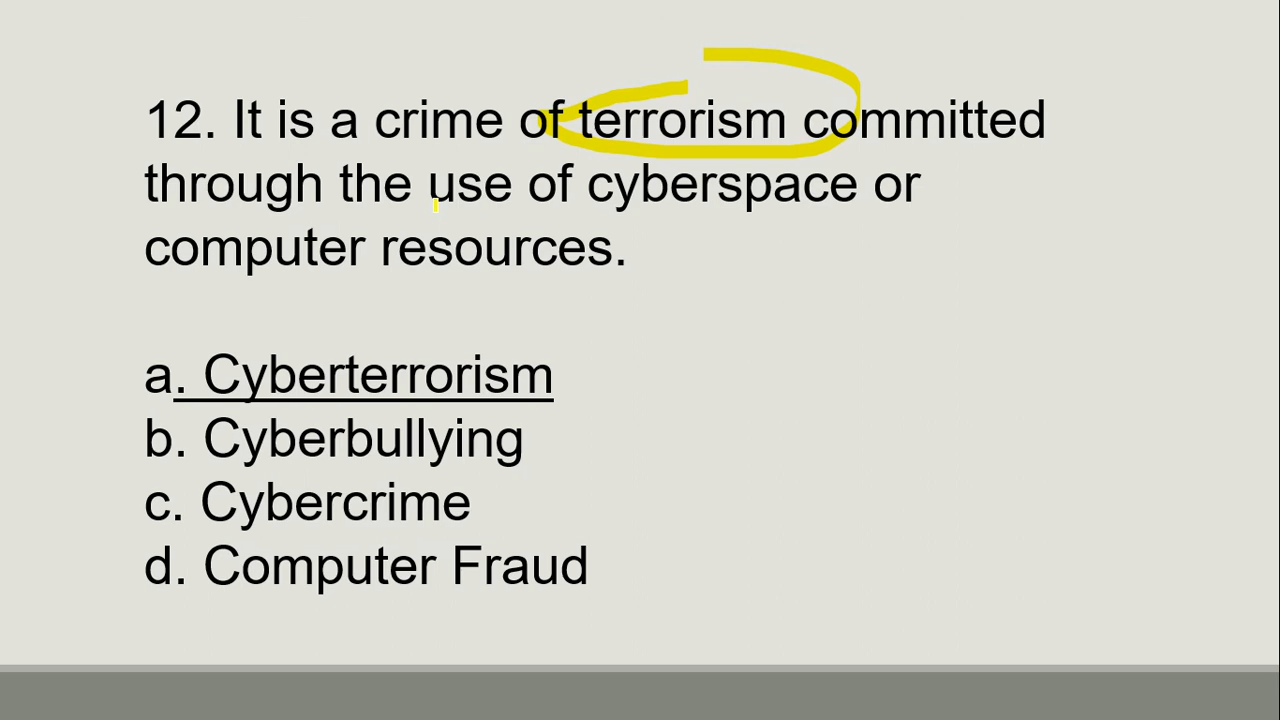 12. It is a crime of terrorism committed
through the use of cyberspace or
computer resources.
a. Cyberterrorism
b. Cyberbullying
c. Cybercrime
d. Computer Fraud